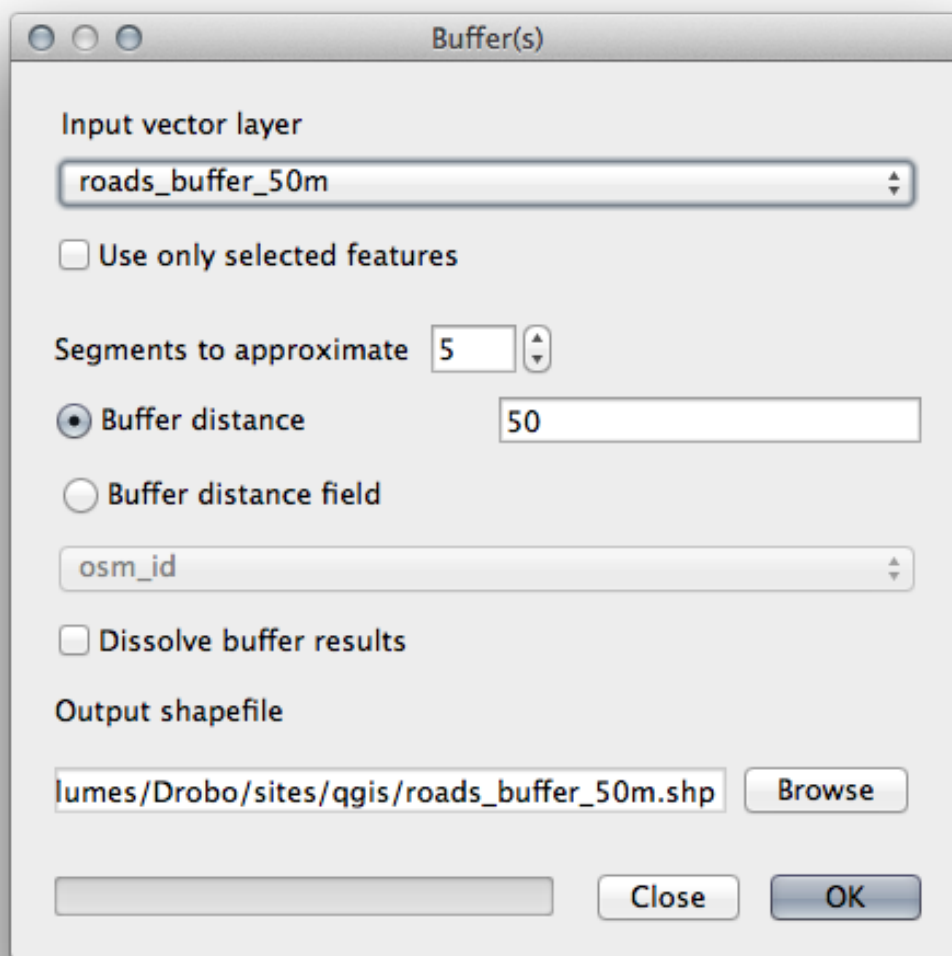 Buffer(s)
Input vector layer
roads_buffer_50m
Use only selected features
Segments to approximate 5
Buffer distance 50
Buffer distance field
osm_id
Dissolve buffer results
Output shapefile
lumes/Drobo/sites/qgis/roads_buffer_50m.shp Browse
Close OK